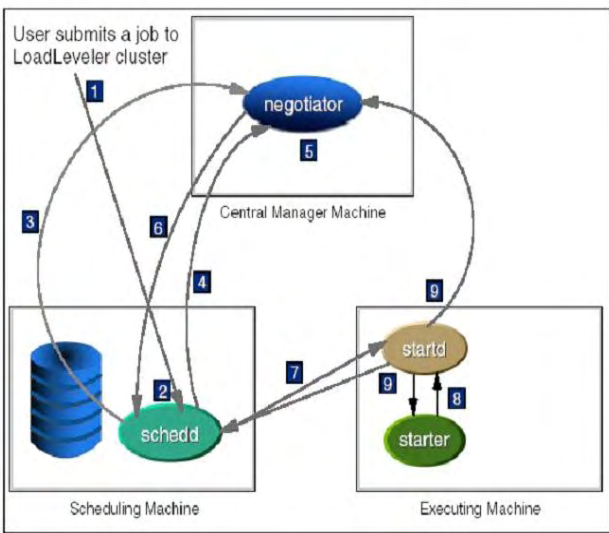 User submits a job to
LoadLeveler cluster
1
negotiator
5
Central Manager Machine
3
6
4
9
startd
7
2
9
8
schedd
starter
Scheduling Machine
Executing Machine